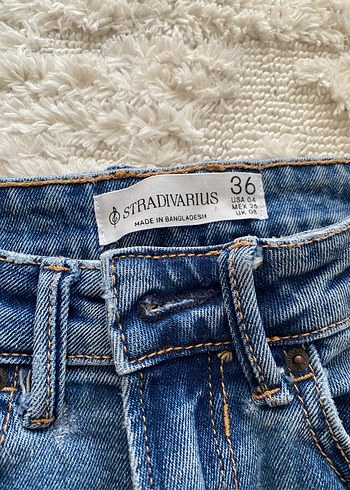 STRADIVARIUS
MADE IN BANGLADESH
36
USA 04
MEX 26
UK 08